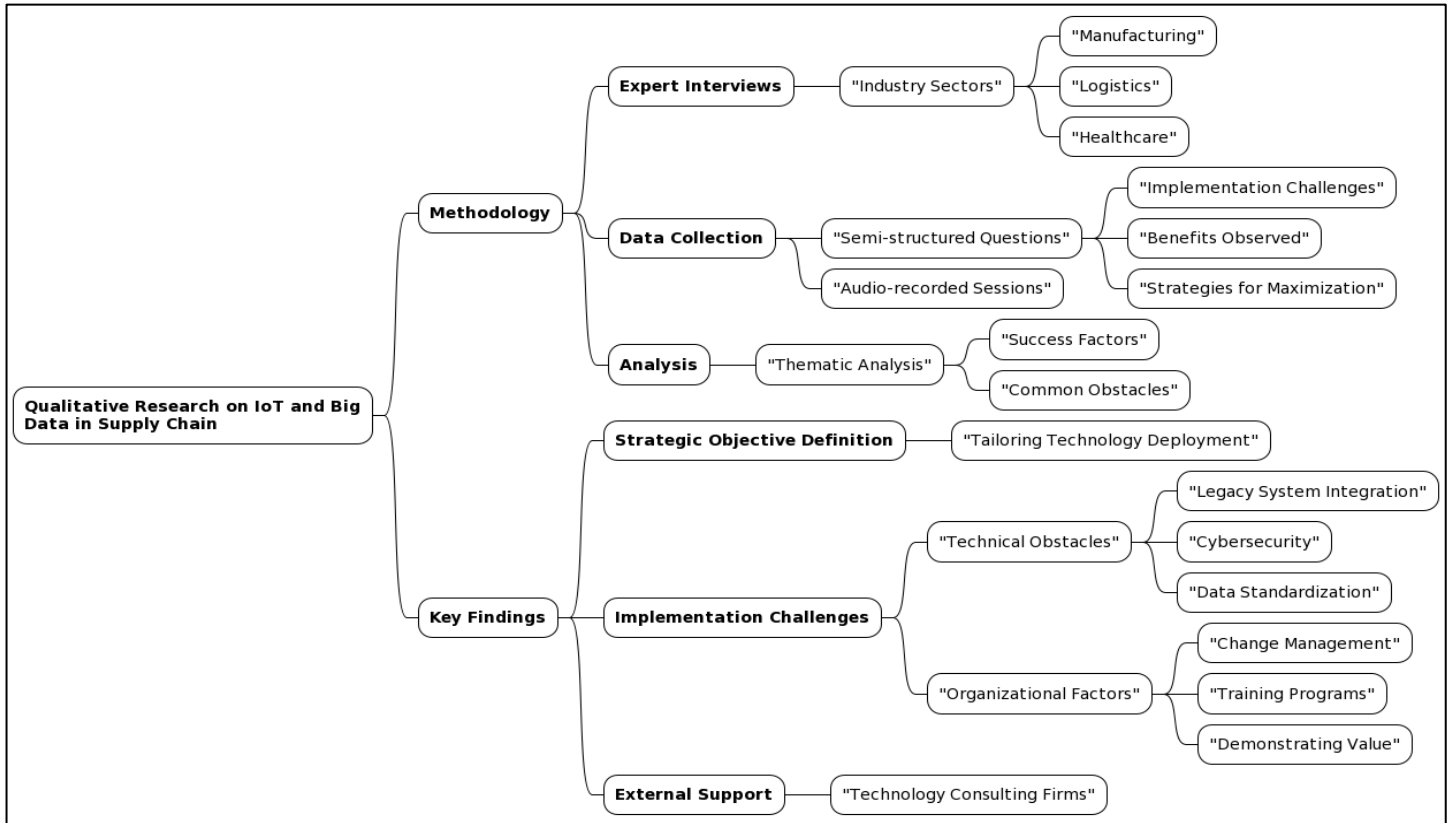 Qualitative Research on IoT and Big
Data in Supply Chain
Methodology
Expert Interviews
"Industry Sectors"
"Manufacturing"
"Logistics"
"Healthcare"
Data Collection
"Semi-structured Questions"
"Implementation Challenges"
"Benefits Observed"
"Strategies for Maximization"
"Audio-recorded Sessions"
Analysis
"Thematic Analysis"
"Success Factors"
"Common Obstacles"
Key Findings
Strategic Objective Definition
"Tailoring Technology Deployment"
Implementation Challenges
"Technical Obstacles"
"Legacy System Integration"
"Cybersecurity"
"Data Standardization"
"Organizational Factors"
"Change Management"
"Training Programs"
"Demonstrating Value"
External Support
"Technology Consulting Firms"